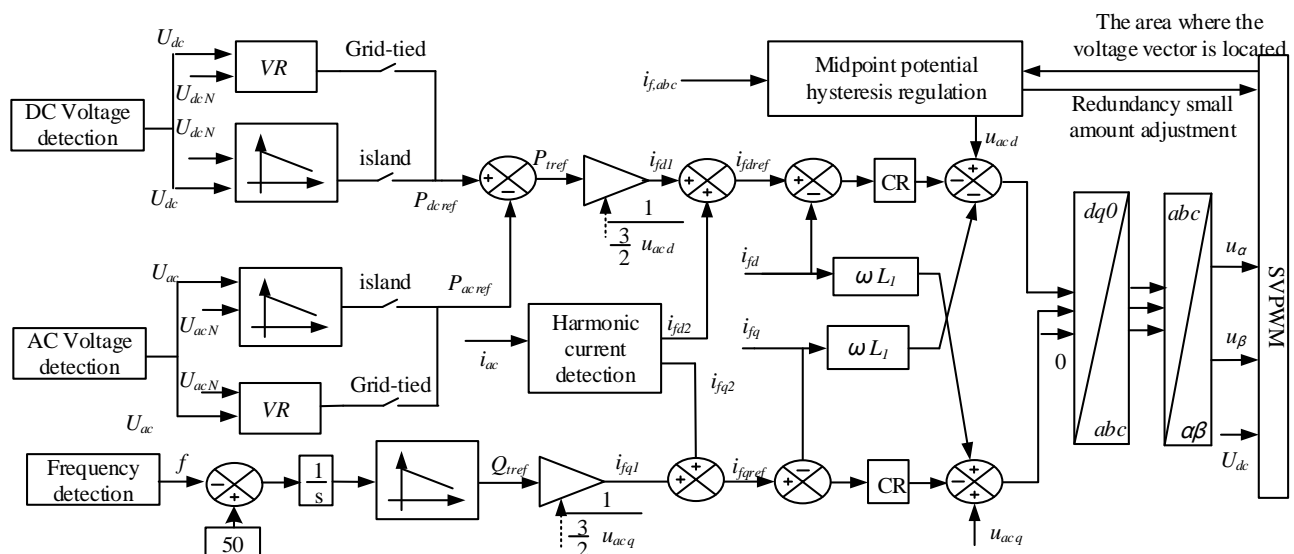 The area where the
voltage vector is located
U_dc
VR
Grid-tied
U_dcN
DC Voltage
detection
U_dcN
U_dc
island
P_dcref
i_f,abc
Midpoint potential
hysteresis regulation
Redundancy small
amount adjustment
u_acd
P_tref
+
−
1
3/2 u_acd
i_fd1
+
+
i_fdref
+
−
CR
−
+
−
i_fd
ωL_1
i_fq
ωL_1
dq0
abc
0
abc
αβ
u_α
u_β
U_dc
SVPWM
U_ac
U_acN
island
P_acref
AC Voltage
detection
U_acN
U_ac
VR
Grid-tied
i_ac
Harmonic
current
detection
i_fd2
i_fq2
Frequency
detection
f
−
+
50
1
s
Q_tref
1
3/2 u_acq
i_fq1
+
+
i_fqref
−
+
CR
+
−
+
u_acq